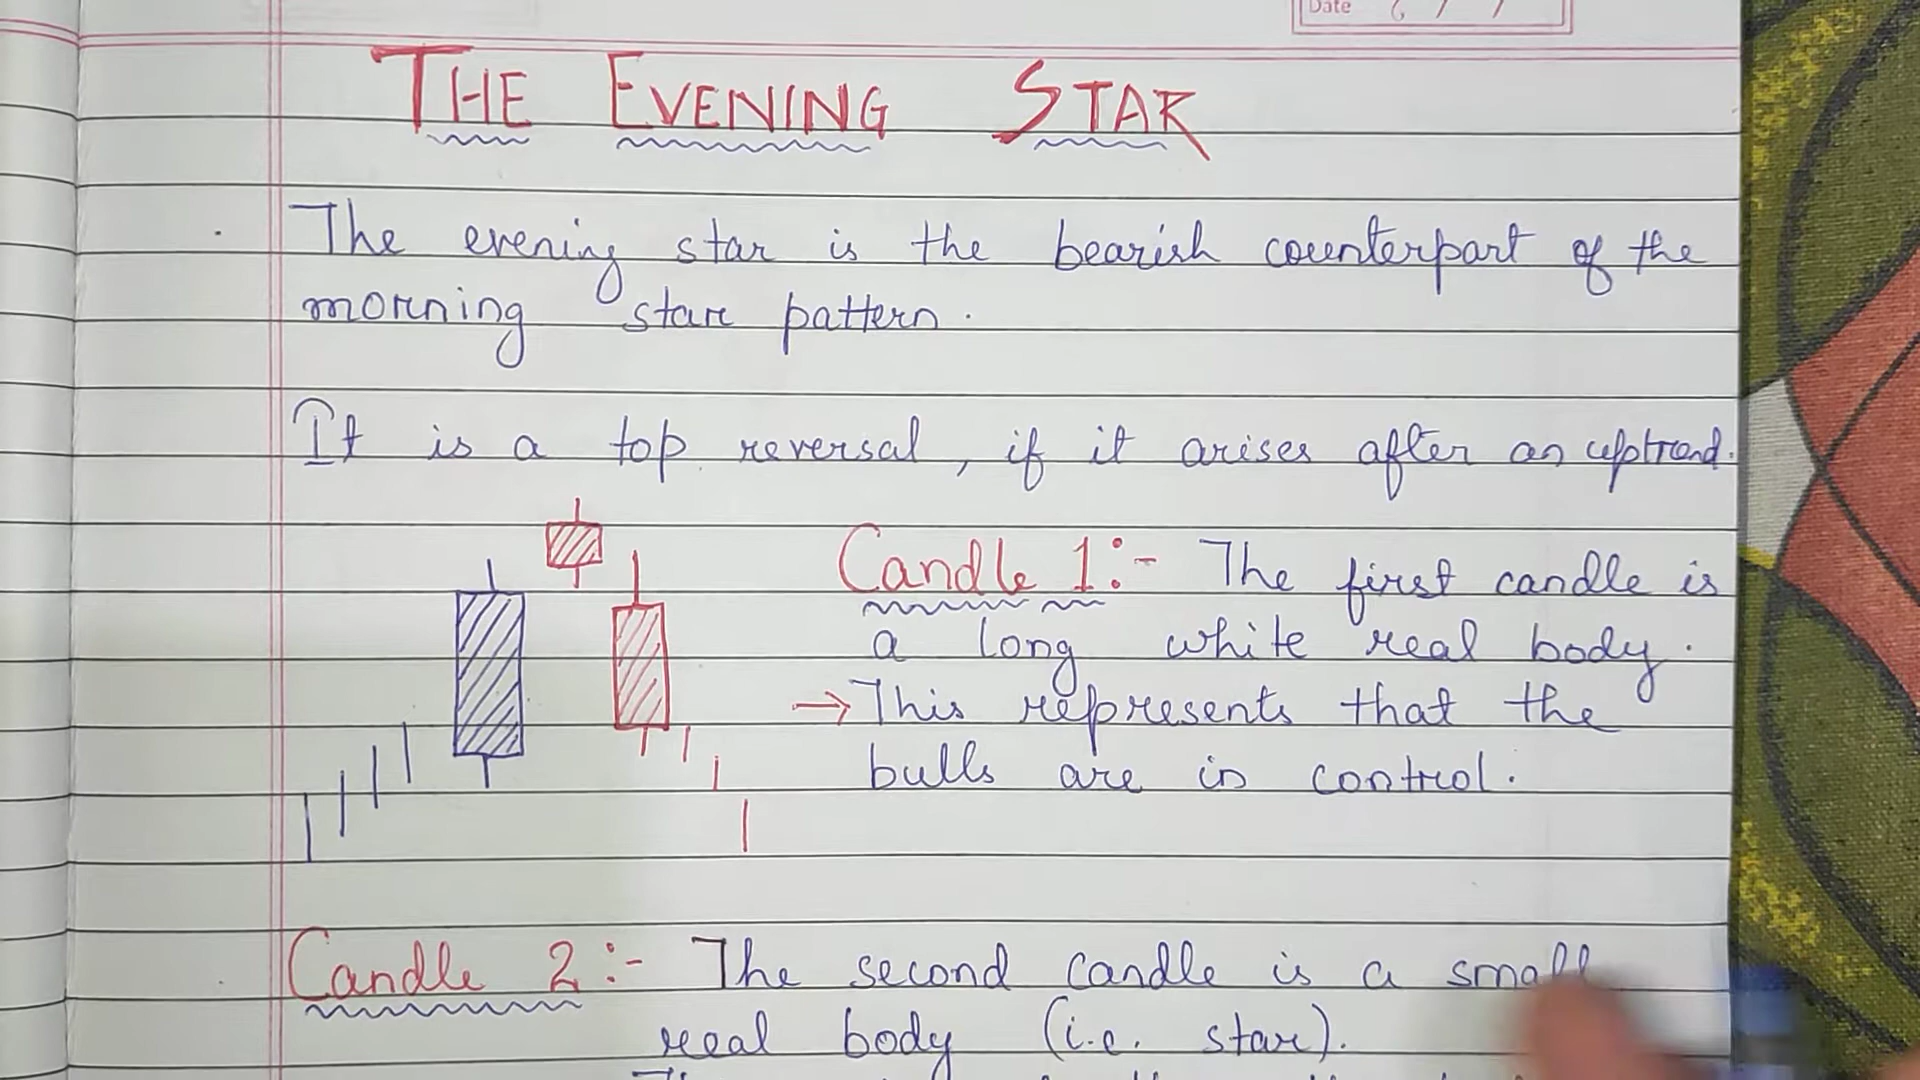 Date
THE EVENING STAR
The evening star is the bearish counterpart of the
morning star pattern.
It is a top reversal, if it arises after an uptrend.
Candle 1:- The first candle is
a long white real body.
→ This represents that the
bulls are in control.
Candle 2:- The second candle is a small
real body (i.e. star).